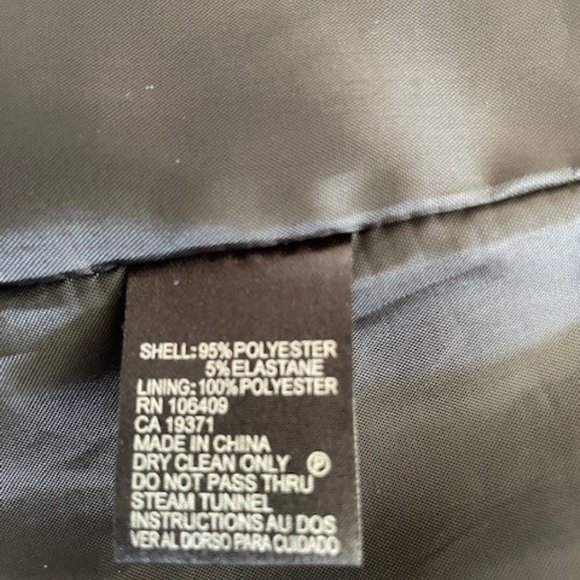 SHELL: 95% POLYESTER
5% ELASTANE
LINING: 100% POLYESTER
RN 106409
CA 19371
MADE IN CHINA
DRY CLEAN ONLY Ⓟ
DO NOT PASS THRU
STEAM TUNNEL
INSTRUCTIONS AU DOS
VER AL DORSO PARA CUIDADO